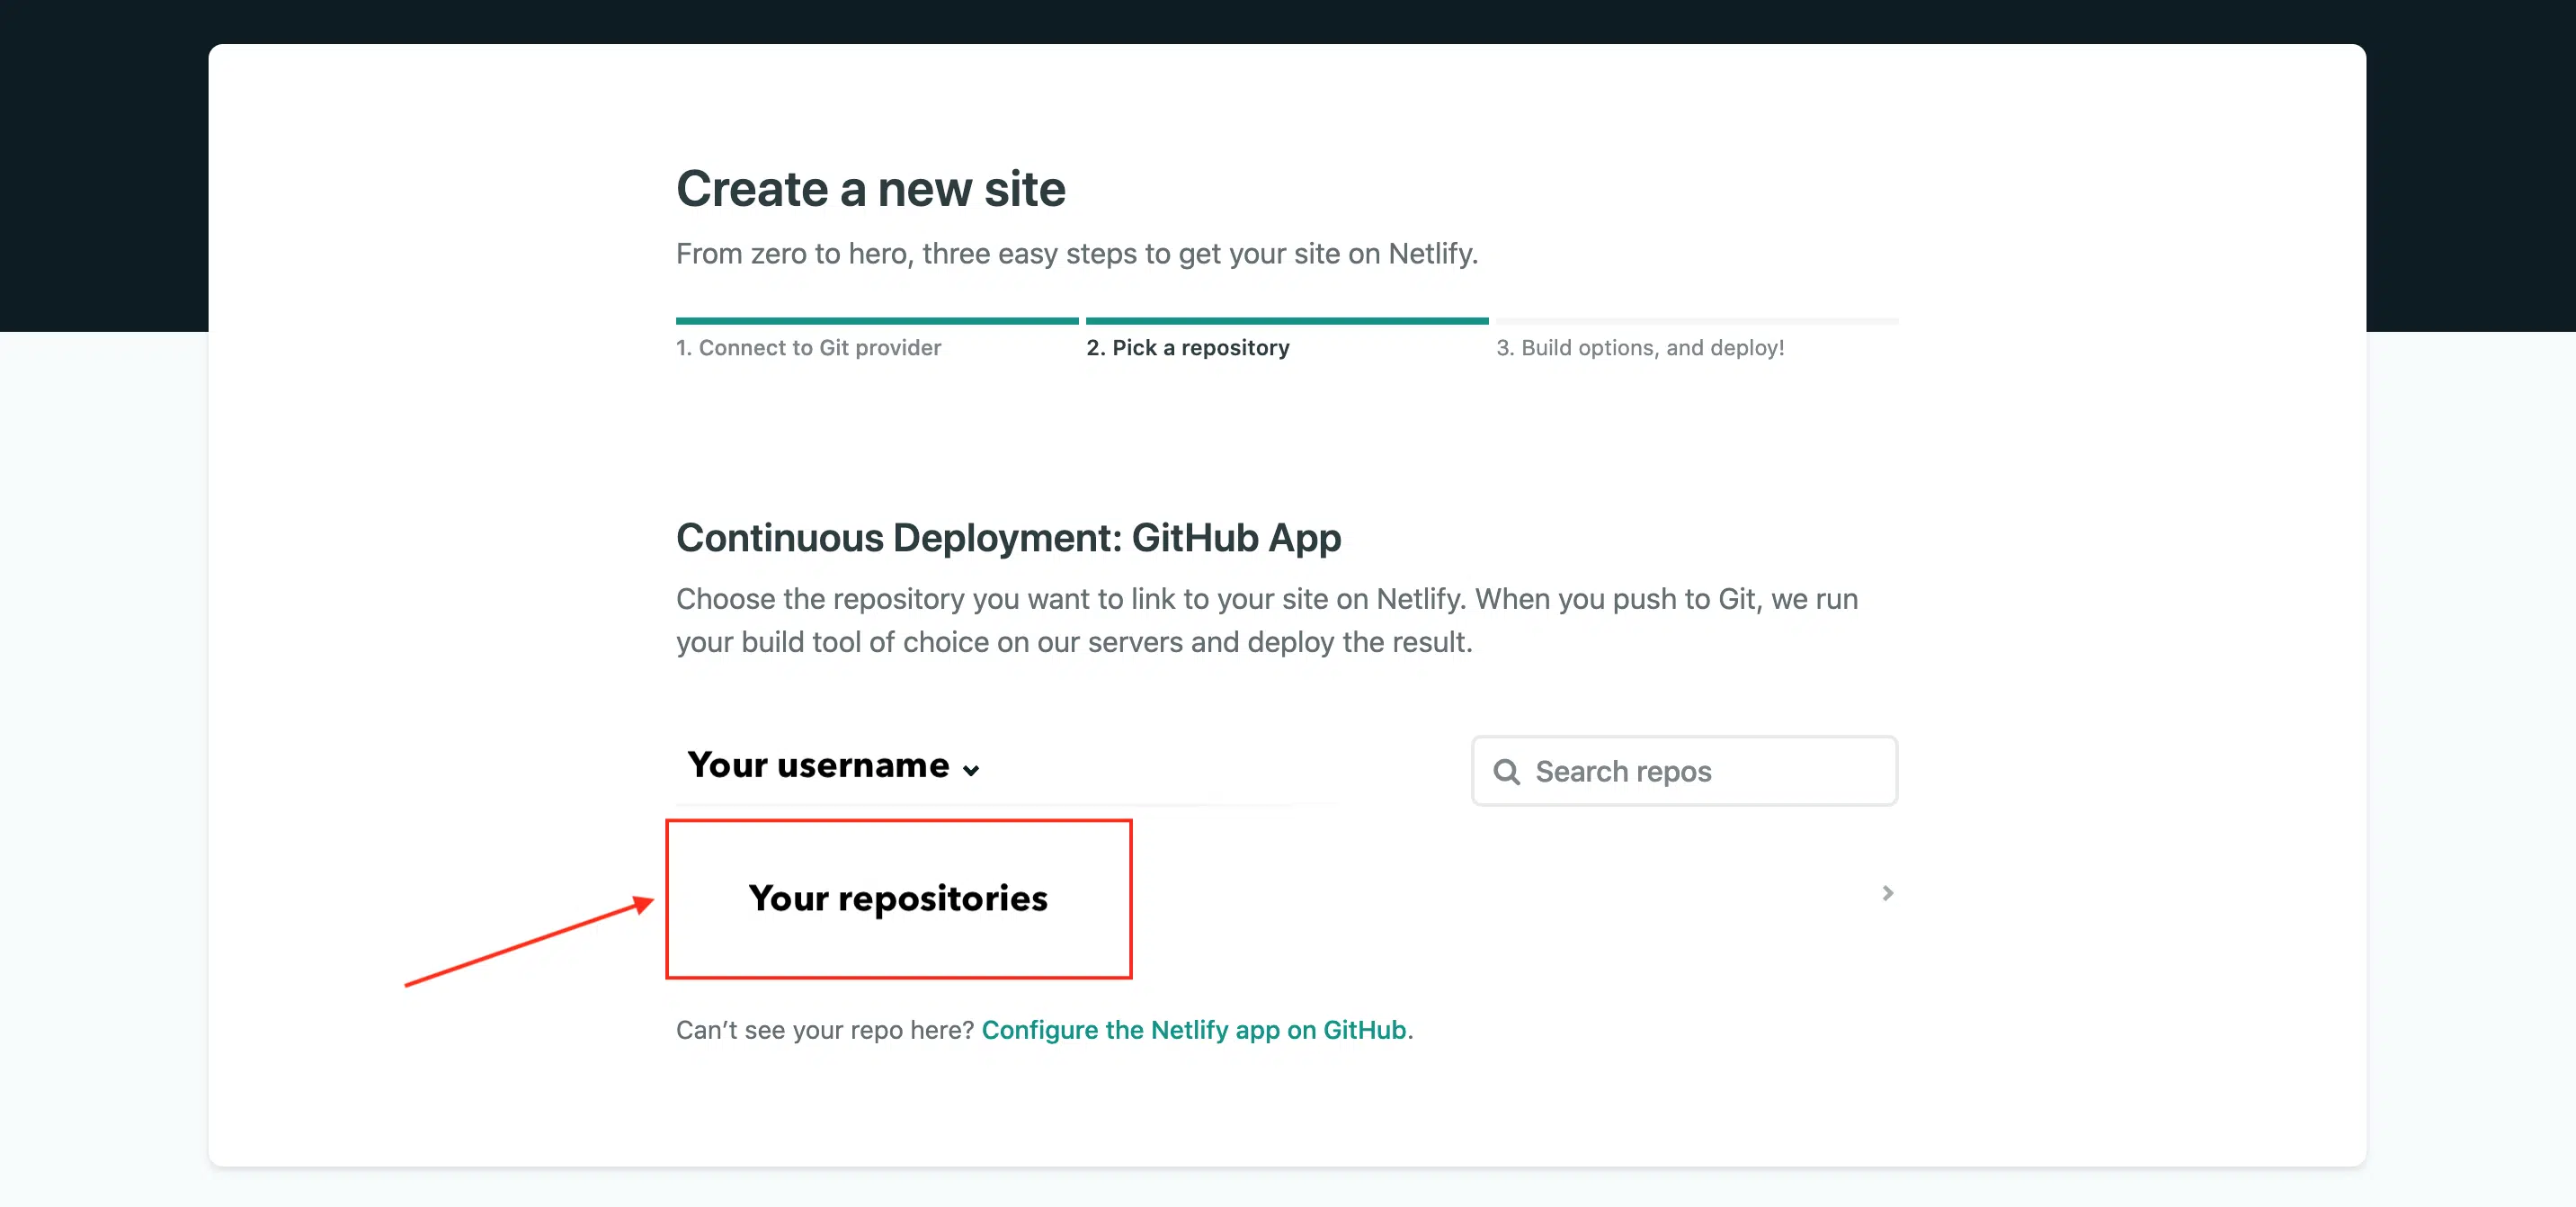 Create a new site
From zero to hero, three easy steps to get your site on Netlify.
1. Connect to Git provider
2. Pick a repository
3. Build options, and deploy!
Continuous Deployment: GitHub App
Choose the repository you want to link to your site on Netlify. When you push to Git, we run
your build tool of choice on our servers and deploy the result.
Your username
Search repos
Your repositories
Can’t see your repo here? Configure the Netlify app on GitHub.